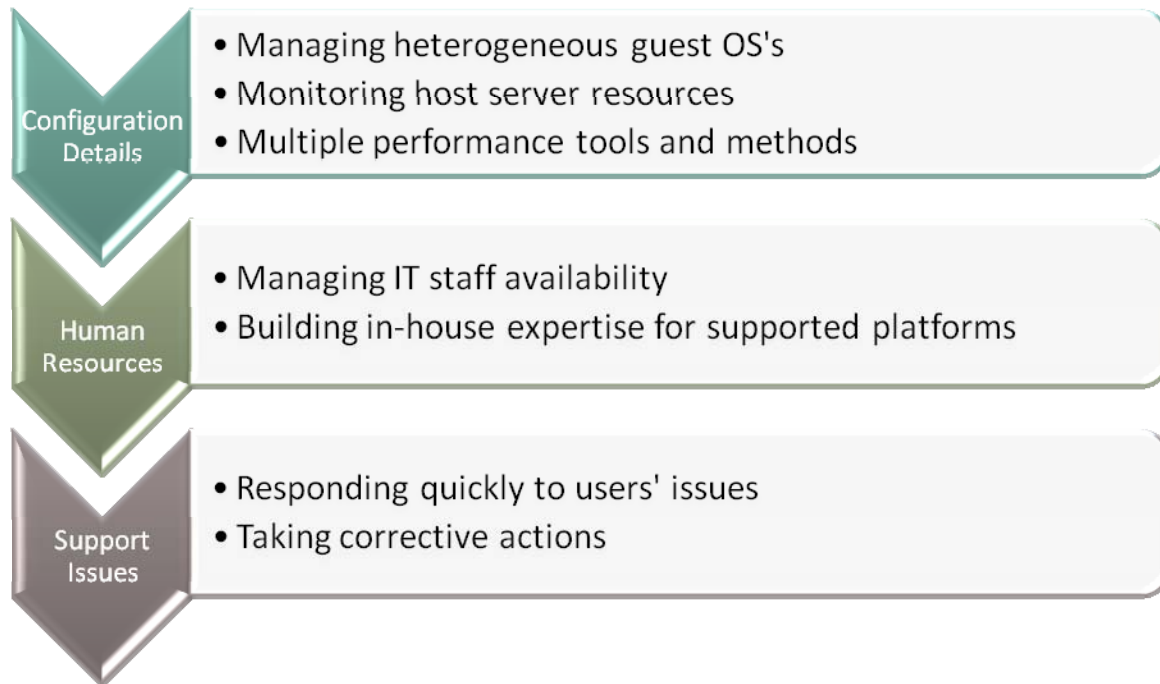 Configuration
Details
• Managing heterogeneous guest OS's
• Monitoring host server resources
• Multiple performance tools and methods
Human
Resources
• Managing IT staff availability
• Building in-house expertise for supported platforms
Support
Issues
• Responding quickly to users' issues
• Taking corrective actions